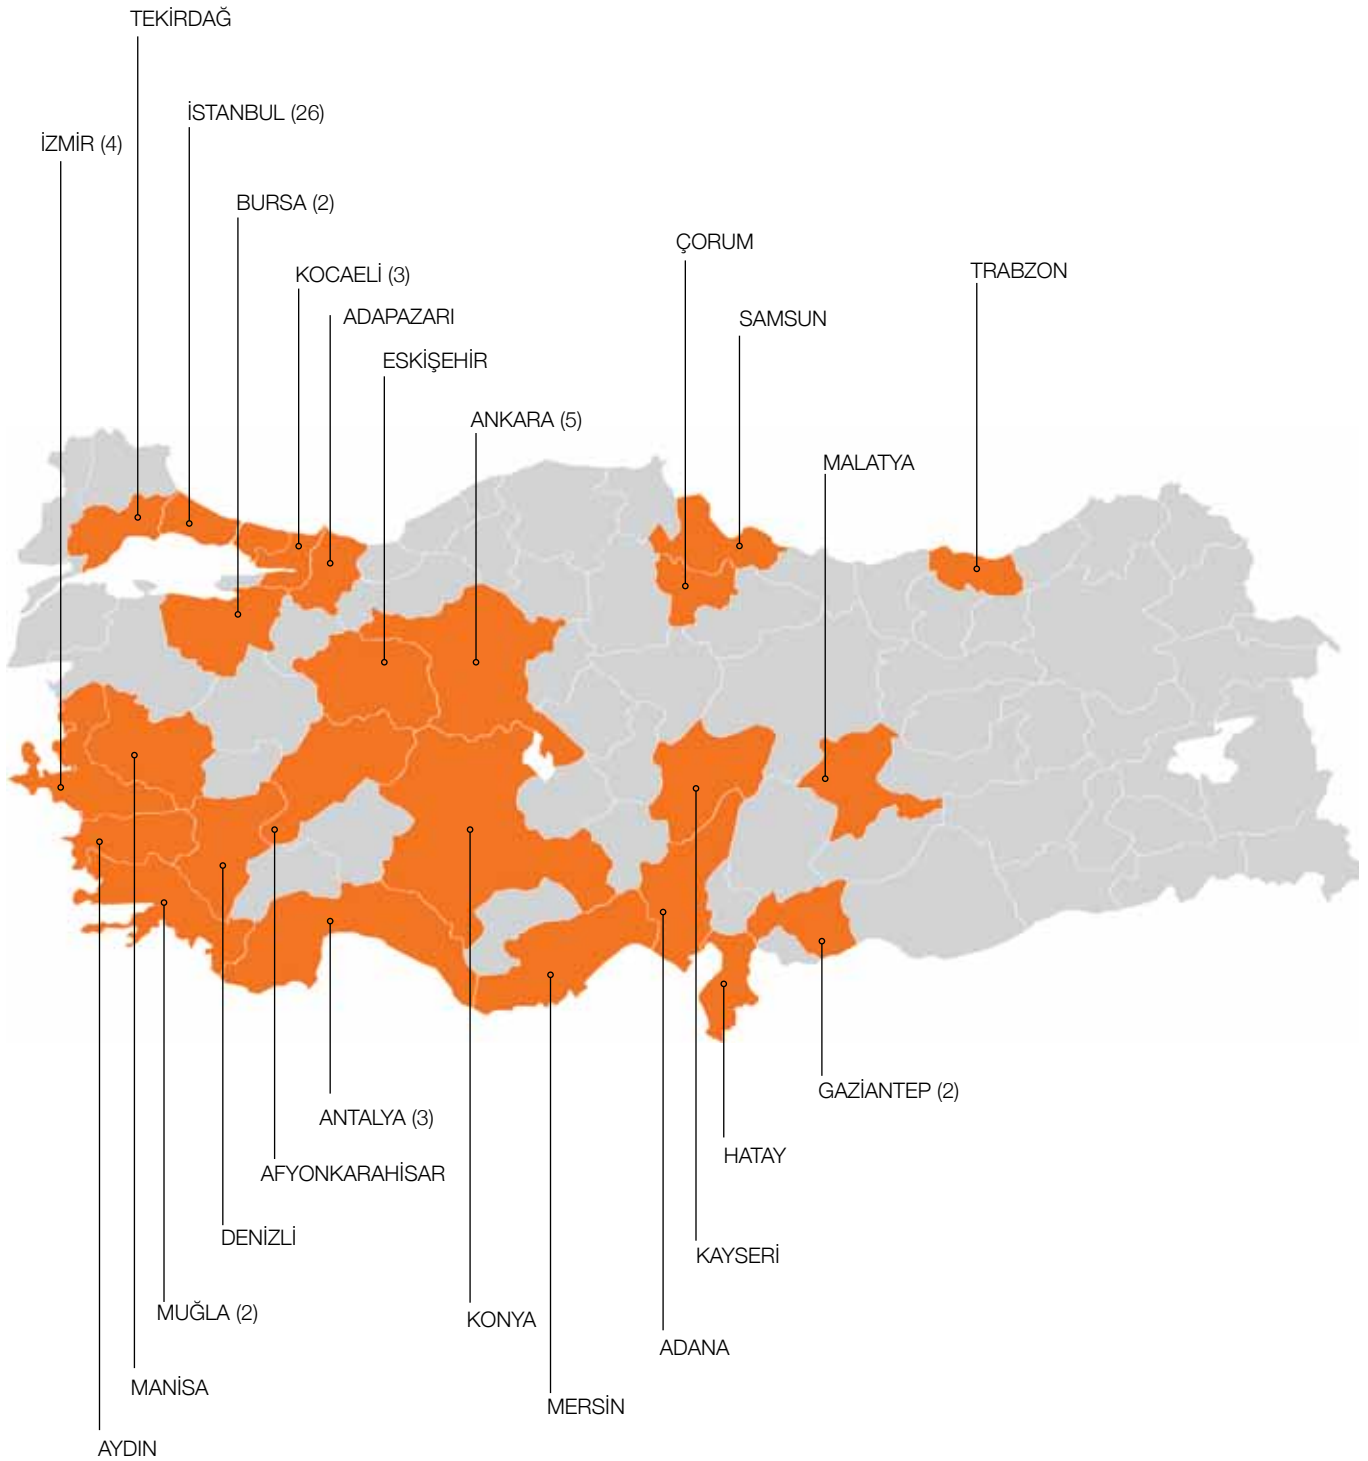 TEKİRDAĞ
İSTANBUL (26)
İZMİR (4)
BURSA (2)
ÇORUM
TRABZON
KOCAELİ (3)
ADAPAZARI
SAMSUN
ESKİŞEHİR
ANKARA (5)
MALATYA
GAZİANTEP (2)
ANTALYA (3)
HATAY
AFYONKARAHİSAR
DENİZLİ
KAYSERİ
MUĞLA (2)
KONYA
ADANA
MANİSA
MERSİN
AYDIN